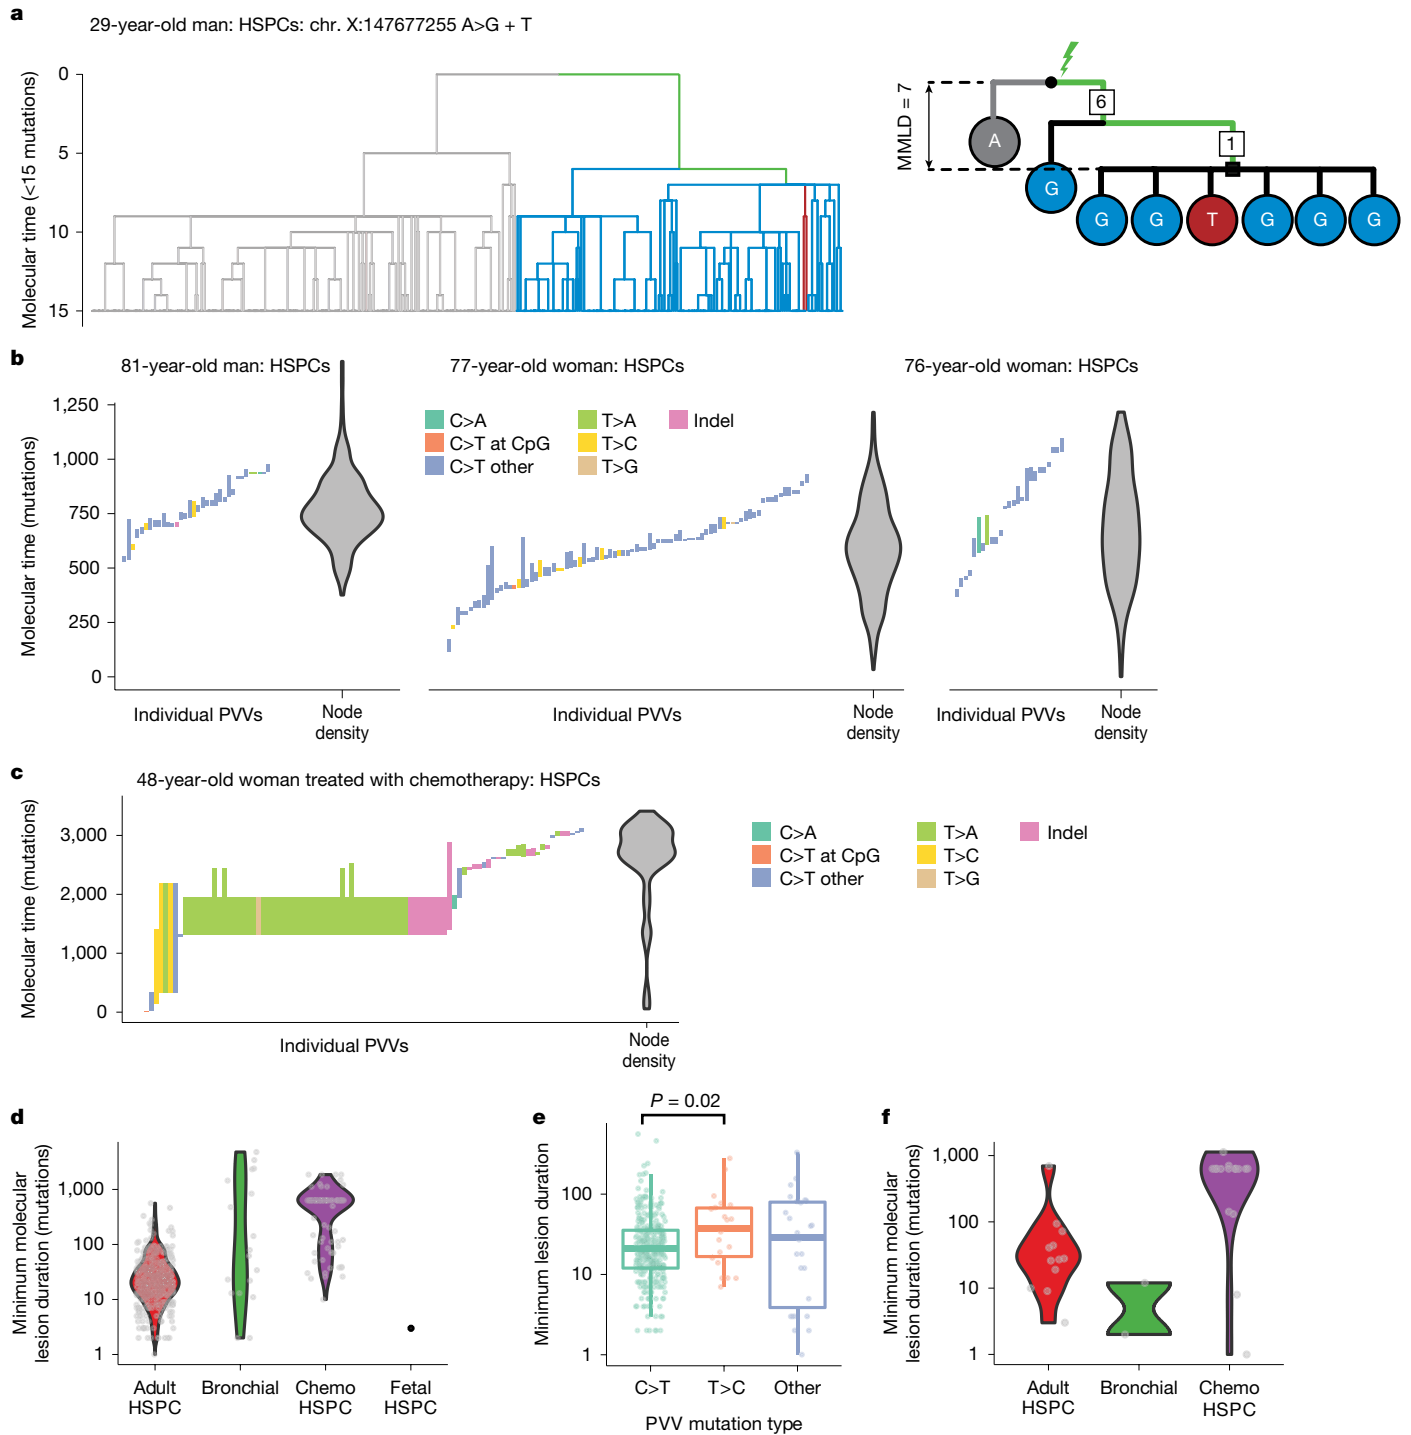 a
29-year-old man: HSPCs: chr. X:147677255 A>G + T
Molecular time (<15 mutations)
0
5
10
15
MMLD = 7
6
1
A
G
G
G
T
G
G
G
b
81-year-old man: HSPCs
77-year-old woman: HSPCs
76-year-old woman: HSPCs
Molecular time (mutations)
1,250
1,000
750
500
250
0
C>A
C>T at CpG
C>T other
T>A
T>C
T>G
Indel
Individual PVVs
Node
density
Individual PVVs
Node
density
Individual PVVs
Node
density
c
48-year-old woman treated with chemotherapy: HSPCs
Molecular time (mutations)
3,000
2,000
1,000
0
C>A
C>T at CpG
C>T other
T>A
T>C
T>G
Indel
Individual PVVs
Node
density
d
Minimum molecular
lesion duration (mutations)
1,000
100
10
1
Adult
HSPC
Bronchial
Chemo
HSPC
Fetal
HSPC
e
P = 0.02
Minimum lesion duration
100
10
1
C>T
T>C
Other
PVV mutation type
f
Minimum molecular
lesion duration (mutations)
1,000
100
10
1
Adult
HSPC
Bronchial
Chemo
HSPC